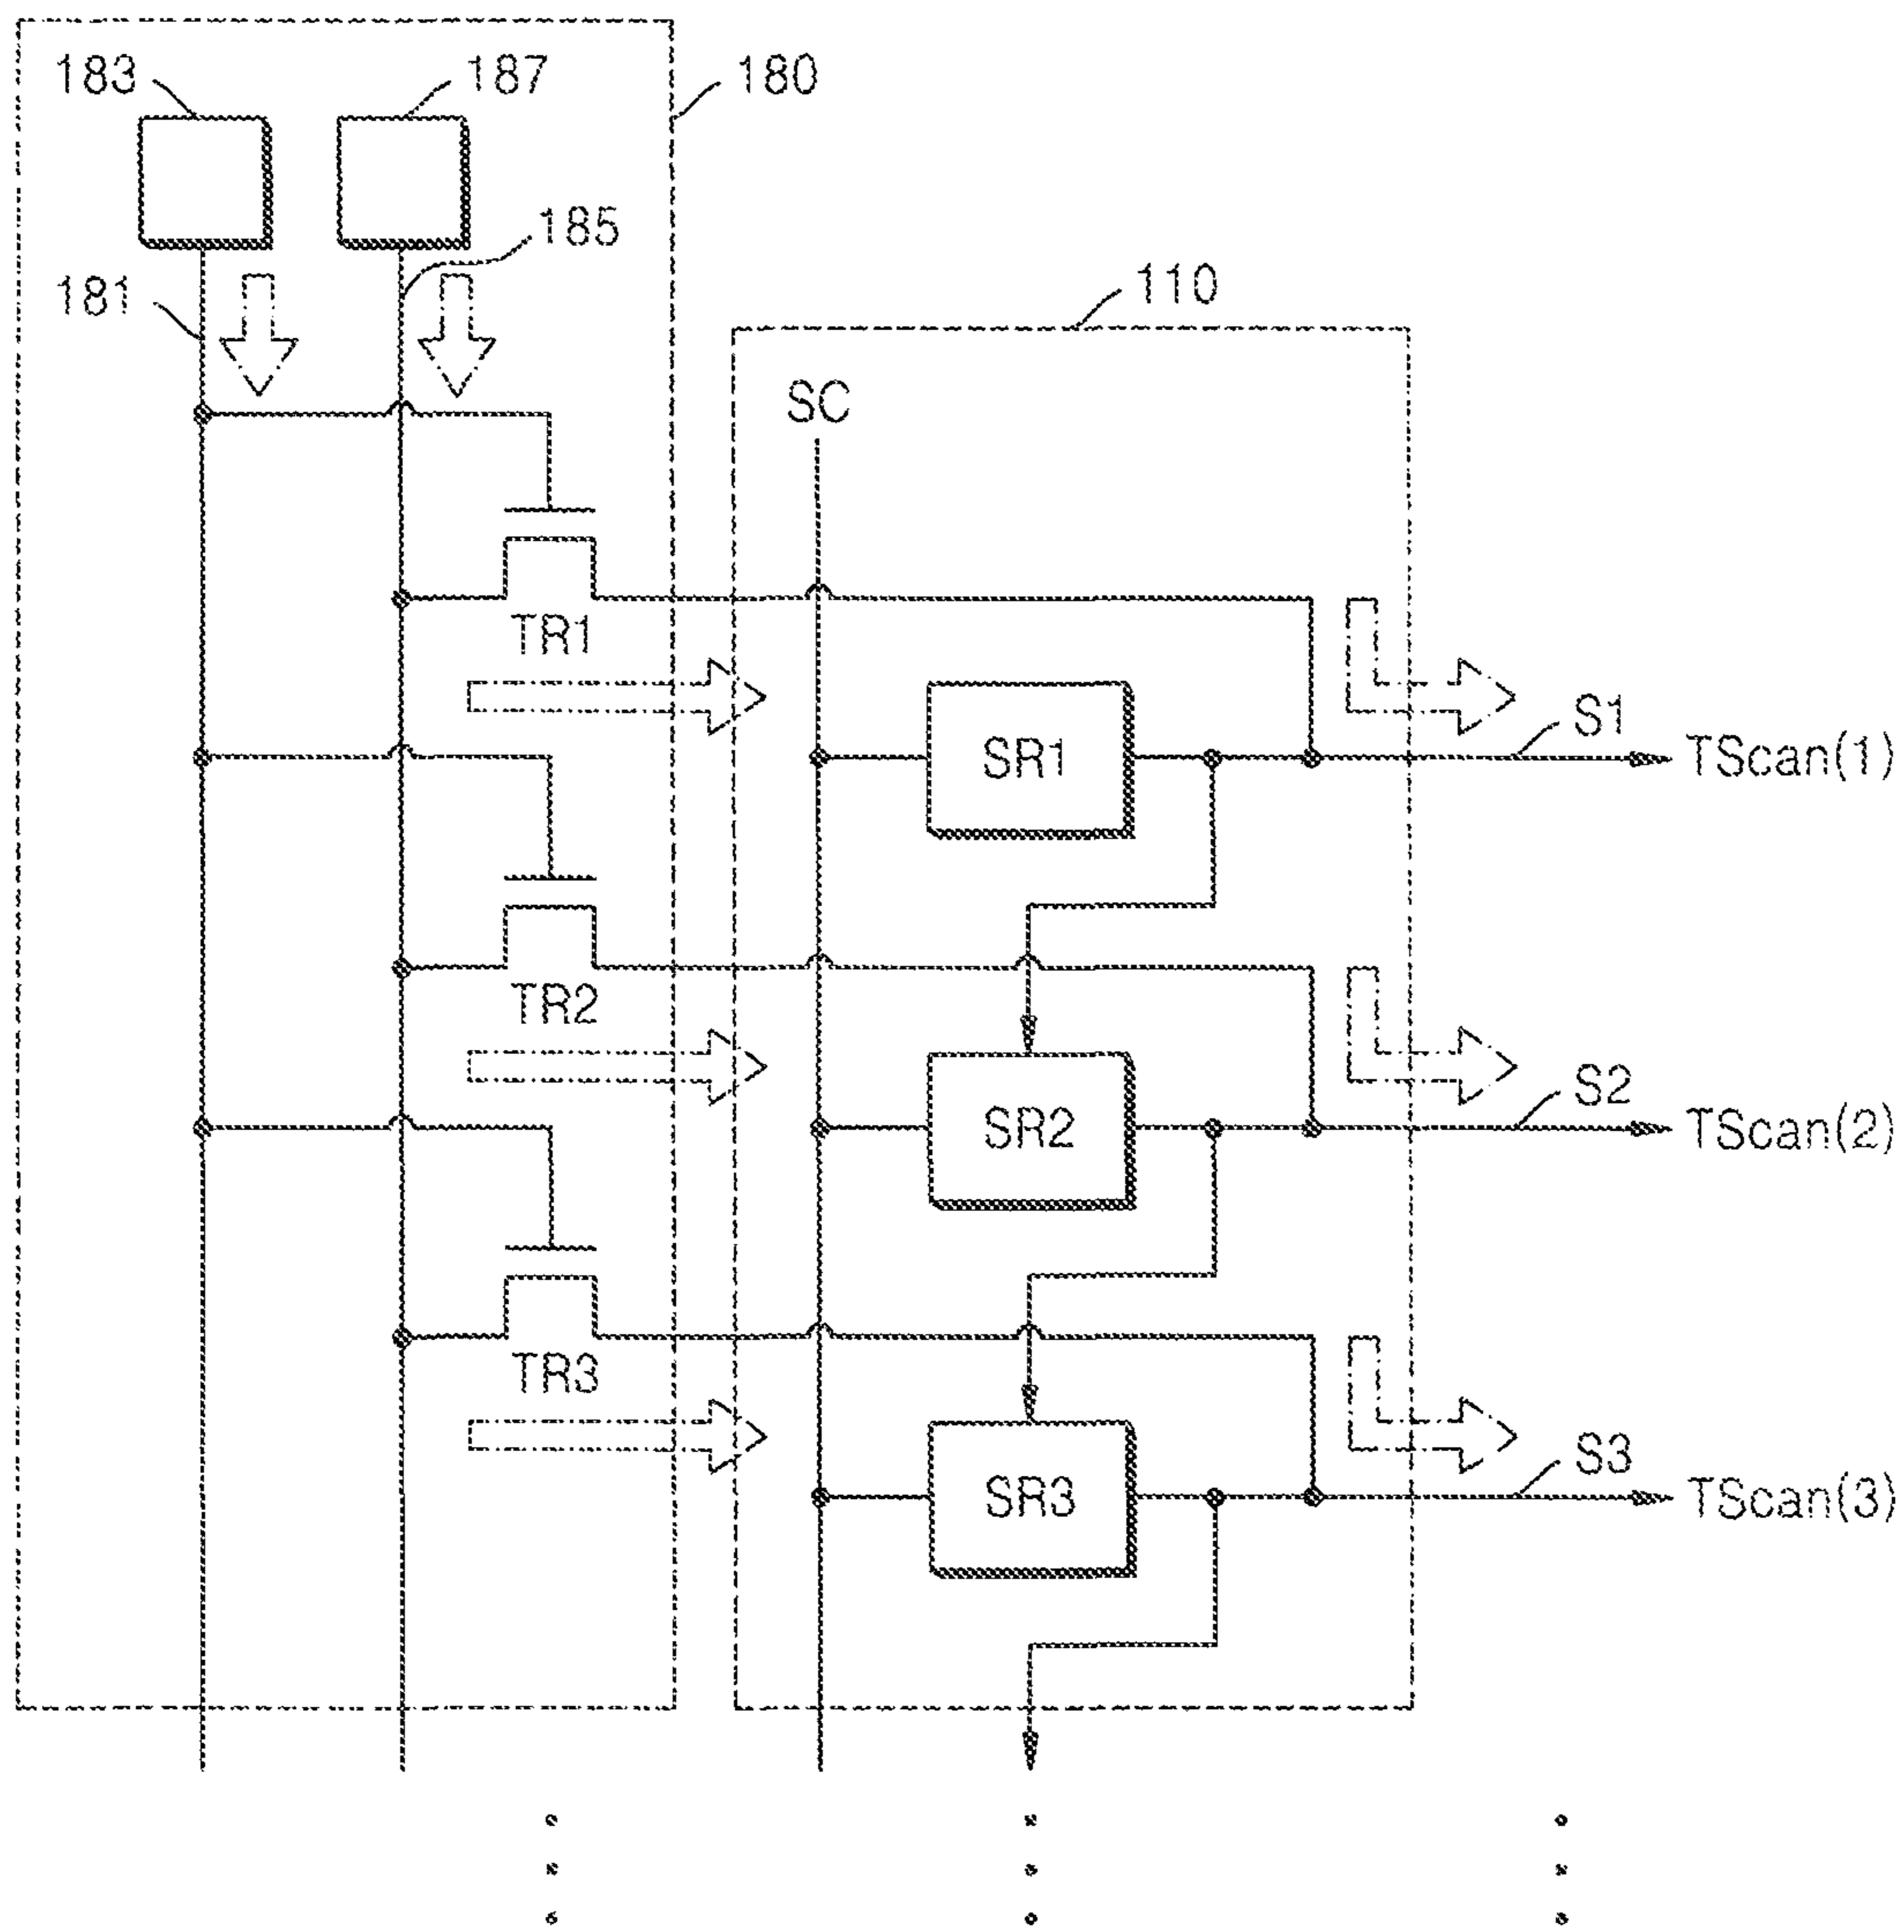 183
187
180
185
181
110
SC
TR1
SR1
S1
TScan(1)
TR2
SR2
S2
TScan(2)
TR3
SR3
S3
TScan(3)